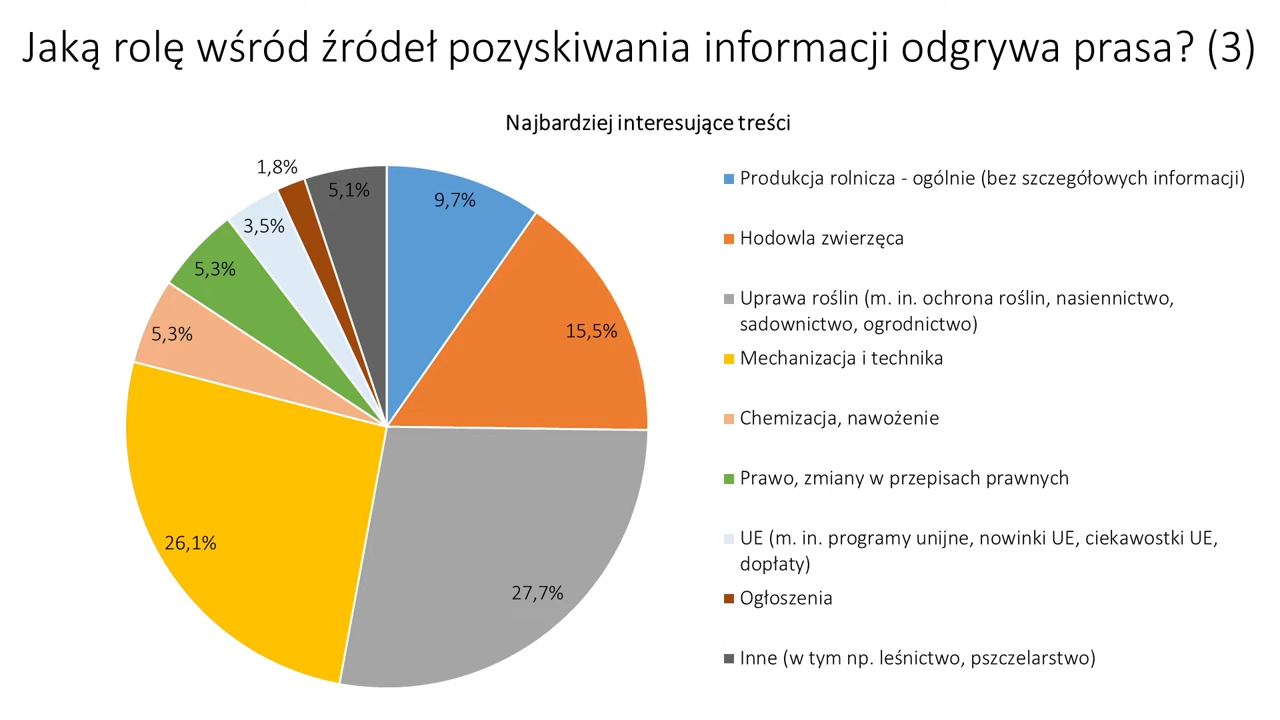 Jaką rolę wśród źródeł pozyskiwania informacji odgrywa prasa? (3)
Najbardziej interesujące treści
1,8%
5,1%
9,7%
3,5%
5,3%
15,5%
5,3%
26,1%
27,7%
Produkcja rolnicza - ogólnie (bez szczegółowych informacji)
Hodowla zwierzęca
Uprawa roślin (m. in. ochrona roślin, nasiennictwo,
sadownictwo, ogrodnictwo)
Mechanizacja i technika
Chemizacja, nawożenie
Prawo, zmiany w przepisach prawnych
UE (m. in. programy unijne, nowinki UE, ciekawostki UE,
dopłaty)
Ogłoszenia
Inne (w tym np. leśnictwo, pszczelarstwo)